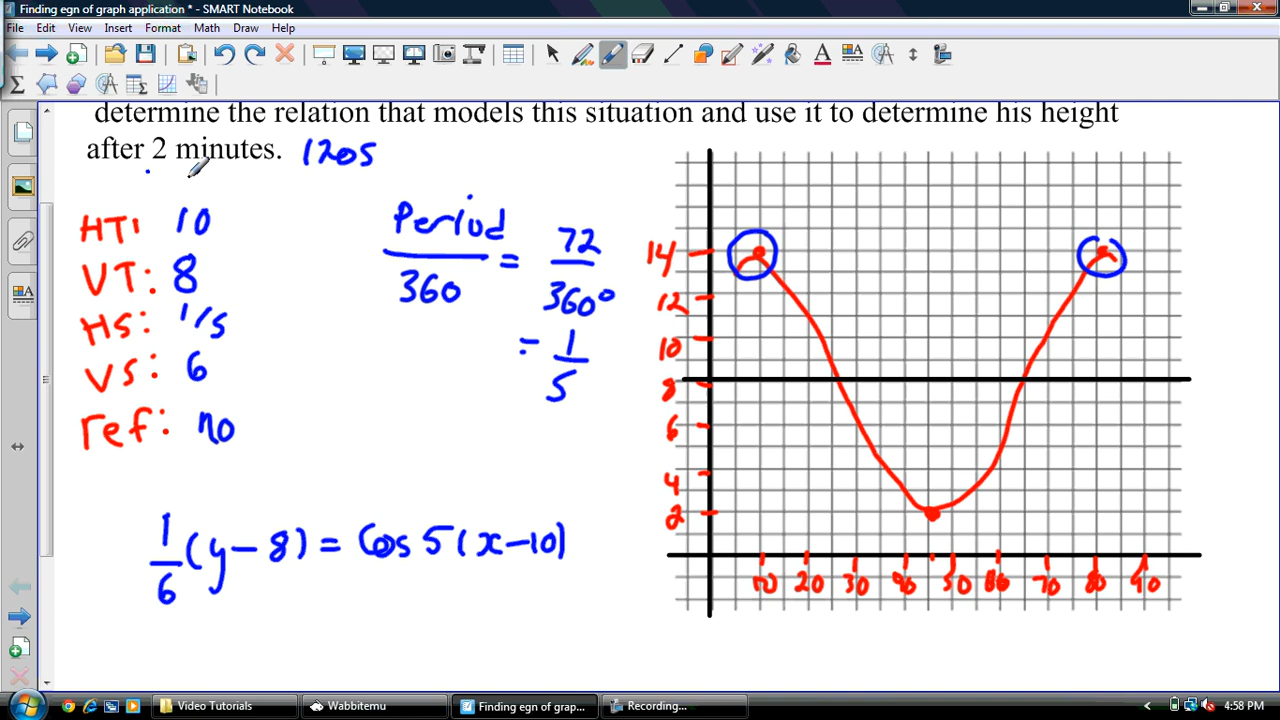 Finding eqn of graph application * - SMART Notebook
File Edit View Insert Format Math Draw Help
determine the relation that models this situation and use it to determine his height
after 2 minutes. 120s
HT: 10
VT: 8
HS: 1/5
VS: 6
ref: no
Period
360
=
72
360°
= 1
5
1
6
(y-8) = Cos 5(x-10)
14
12
10
8
6
4
2
10 20 30 40 50 60 70 80 90
Video Tutorials Wabbitemu Finding eqn of grap... Recording... 4:58 PM